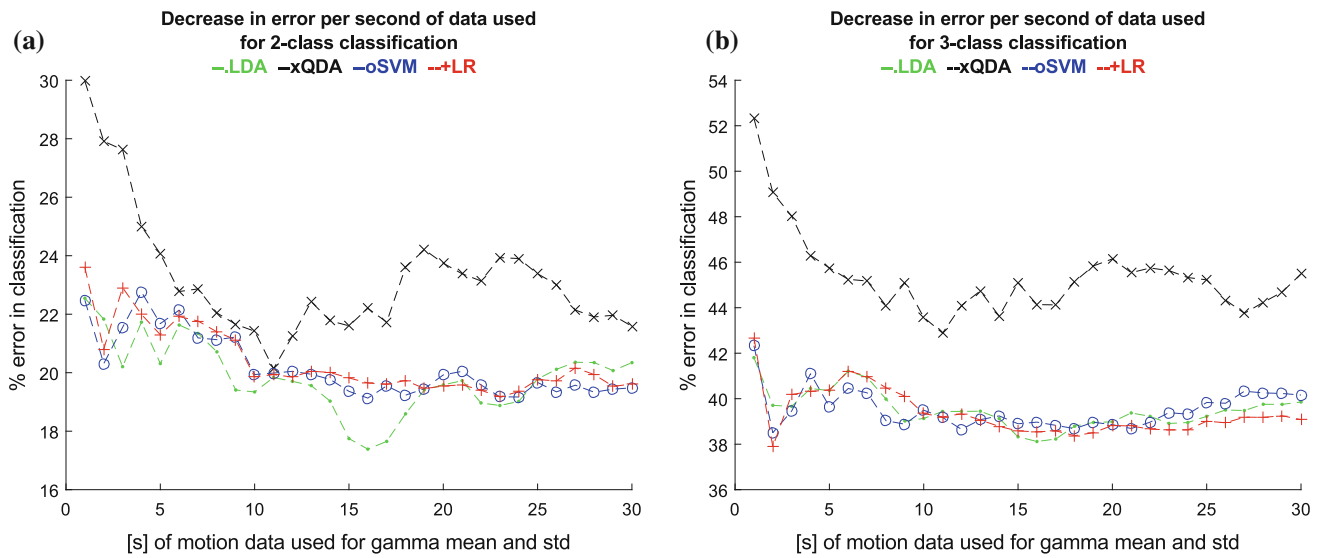 (a)
Decrease in error per second of data used
for 2-class classification
–.LDA –xQDA –oSVM --+LR
% error in classification
30
28
26
24
22
20
18
16
0 5 10 15 20 25 30
[s] of motion data used for gamma mean and std
(b)
Decrease in error per second of data used
for 3-class classification
–.LDA --xQDA --oSVM --+LR
% error in classification
54
52
50
48
46
44
42
40
38
36
0 5 10 15 20 25 30
[s] of motion data used for gamma mean and std